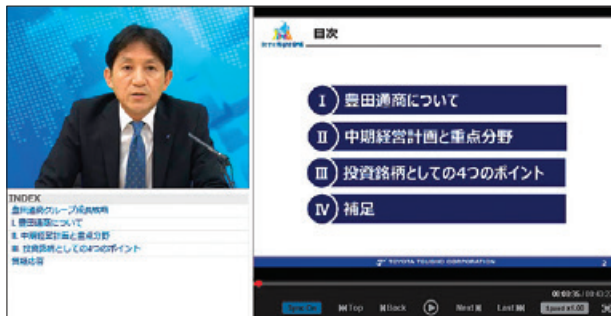 INDEX
豊田通商グループ成長戦略
I. 豊田通商について
II. 中期経営計画と重点分野
III. 投資銘柄としての4つのポイント
質疑応答
目次
I 豊田通商について
II 中期経営計画と重点分野
III 投資銘柄としての4つのポイント
IV 補足
TOYOTA TSUSHO CORPORATION
2
Sync On
Top
Back
Next
Last
Speed x1.00